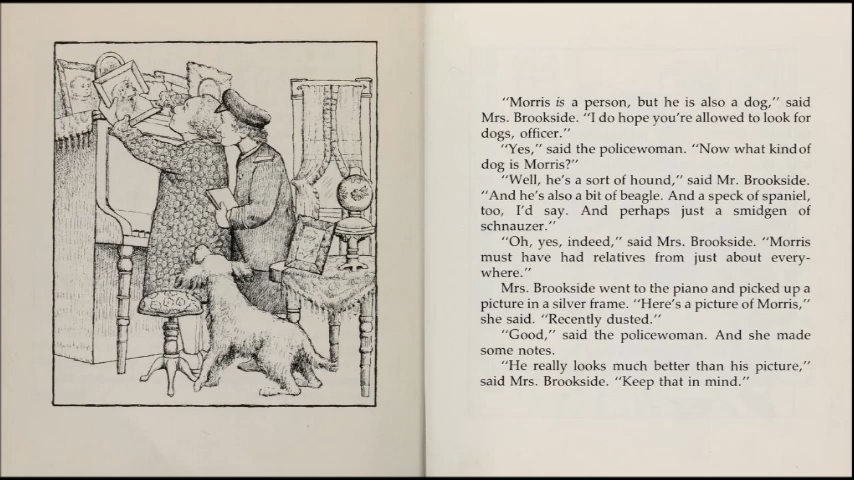 "Morris is a person, but he is also a dog," said
Mrs. Brookside. "I do hope you're allowed to look for
dogs, officer."
"Yes," said the policewoman. "Now what kind of
dog is Morris?"
"Well, he's a sort of hound," said Mr. Brookside.
"And he's also a bit of beagle. And a speck of spaniel,
too, I'd say. And perhaps just a smidgen of
schnauzer."
"Oh, yes, indeed," said Mrs. Brookside. "Morris
must have had relatives from just about every-
where."
Mrs. Brookside went to the piano and picked up a
picture in a silver frame. "Here's a picture of Morris,"
she said. "Recently dusted."
"Good," said the policewoman. And she made
some notes.
"He really looks much better than his picture,"
said Mrs. Brookside. "Keep that in mind."